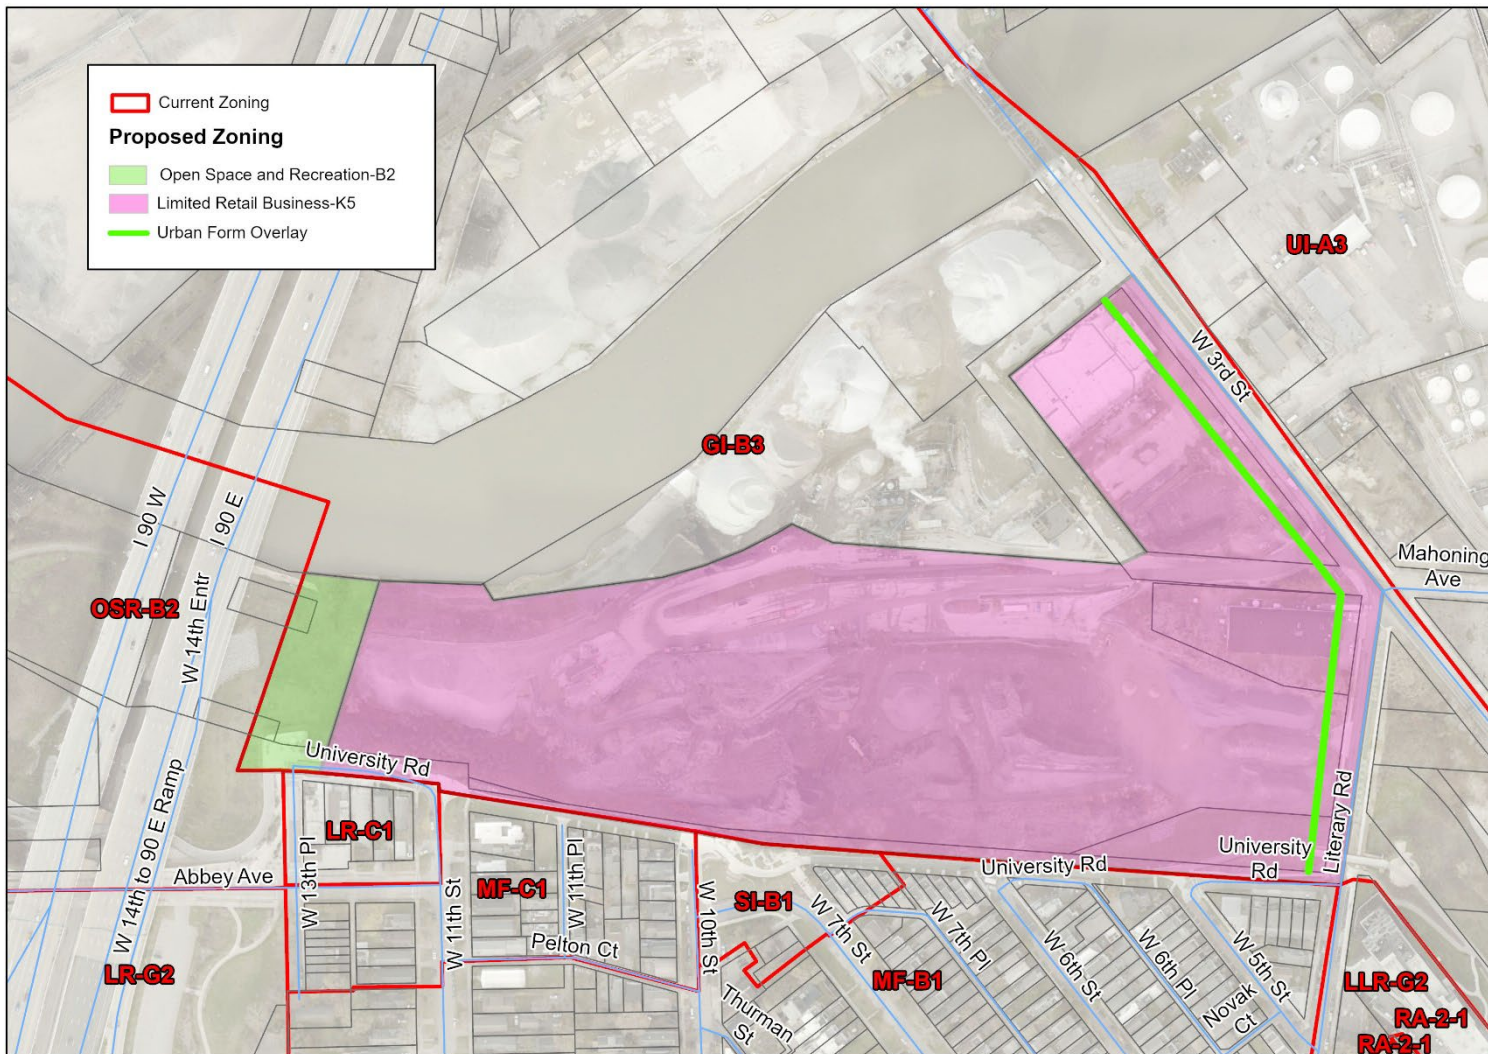 Current Zoning
Proposed Zoning
Open Space and Recreation-B2
Limited Retail Business-K5
Urban Form Overlay
UI-A3
W 3rd St
GI-B3
I 90 W
I 90 E
Mahoning
Ave
OSR-B2
W 14th Entr
University Rd
W 14th to 90 E Ramp
LR-C1
W 13th Pl
Abbey Ave
W 11th St
MF-C1
W 11th Pl
Pelton Ct
W 10th St
SI-B1
W 7th St
University Rd
University
Rd
Literary Rd
W 7th Pl
W 6th St
W 6th Pl
W 5th St
MF-B1
LR-G2
Thurman
St
Novak
Ct
LLR-G2
RA-2-1
RA-2-1